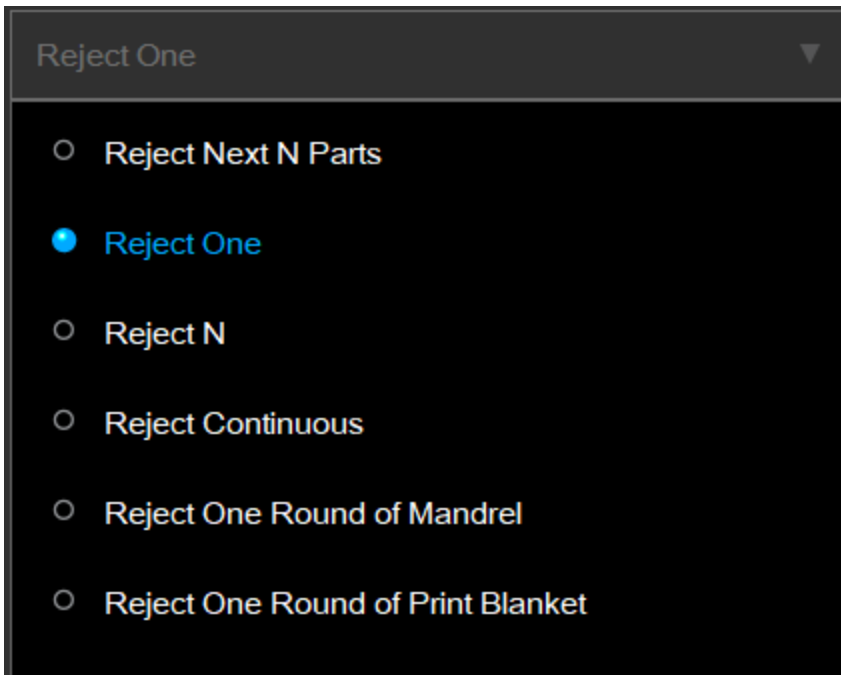 Reject One
Reject Next N Parts
Reject One
Reject N
Reject Continuous
Reject One Round of Mandrel
Reject One Round of Print Blanket